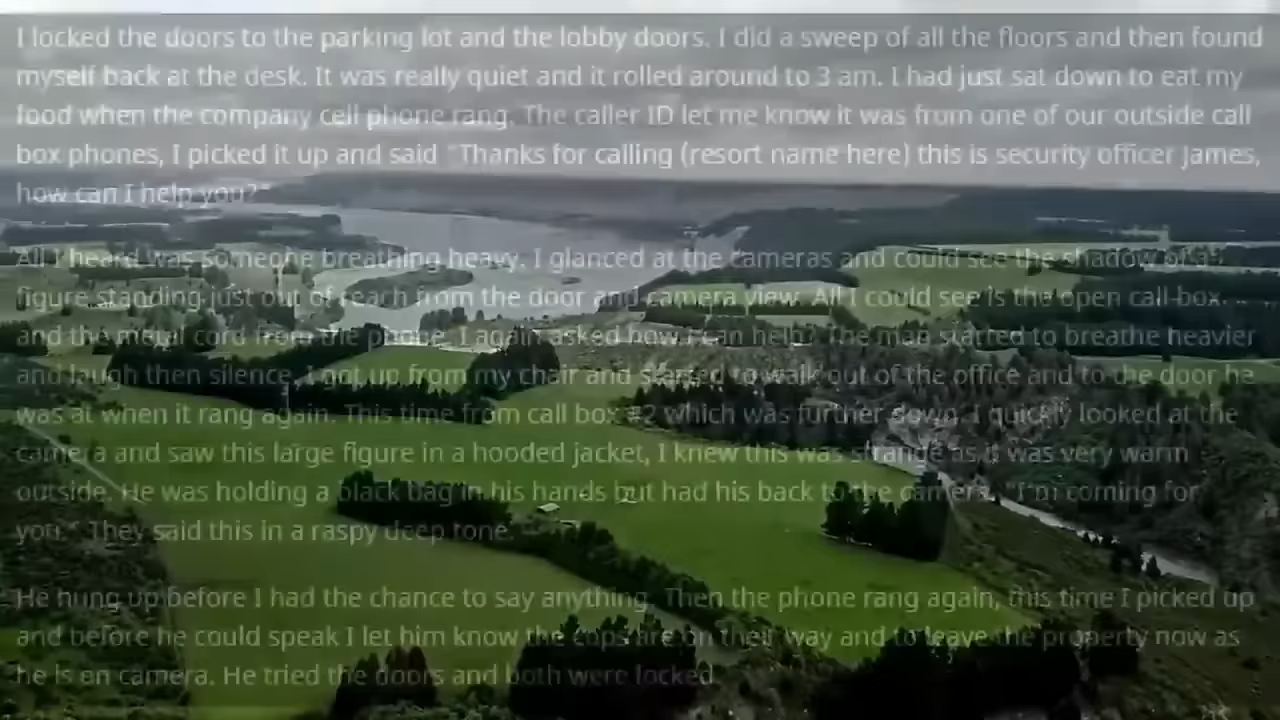 I locked the doors to the parking lot and the lobby doors. I did a sweep of all the floors and then found
myself back at the desk. It was really quiet and it rolled around to 3 am. I had just sat down to eat my
food when the company cell phone rang. The caller ID let me know it was from one of our outside call
box phones, I picked it up and said "Thanks for calling (resort name here) this is security officer James,
how can I help you?"
All I heard was someone breathing heavy. I glanced at the cameras and could see the shadow of a
figure standing just out of reach from the door and camera view. All I could see is the open call box
and the metal cord from the phone. I again asked how I can help. The man started to breathe heavier
and laugh then silence. I got up from my chair and started to walk out of the office and to the door he
was at when it rang again. This time from call box #2 which was further down. I quickly looked at the
camera and saw this large figure in a hooded jacket, I knew this was strange as it was very warm
outside. He was holding a black bag in his hands but had his back to the camera. "I'm coming for
you." They said this in a raspy deep tone.
He hung up before I had the chance to say anything. Then the phone rang again, this time I picked up
and before he could speak I let him know the cops are on their way and to leave the property now as
he is on camera. He tried the doors and both were locked.